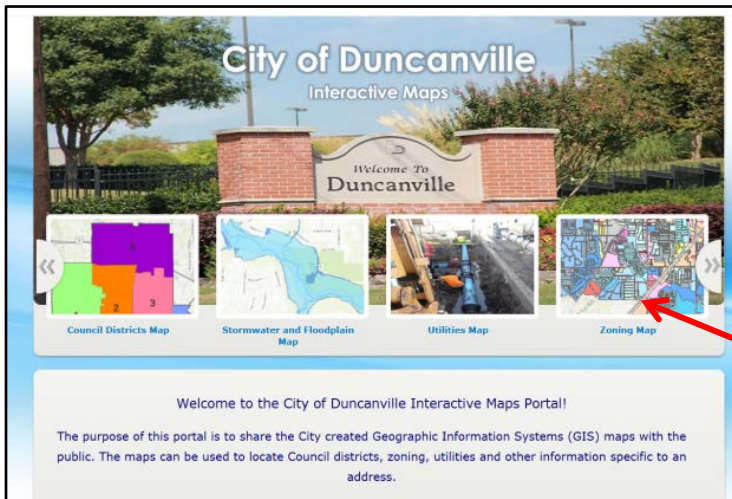 City of Duncanville
Interactive Maps
Welcome To
Duncanville
2
3
«
»
Council Districts Map
Stormwater and Floodplain
Map
Utilities Map
Zoning Map
Welcome to the City of Duncanville Interactive Maps Portal!
The purpose of this portal is to share the City created Geographic Information Systems (GIS) maps with the
public. The maps can be used to locate Council districts, zoning, utilities and other information specific to an
address.